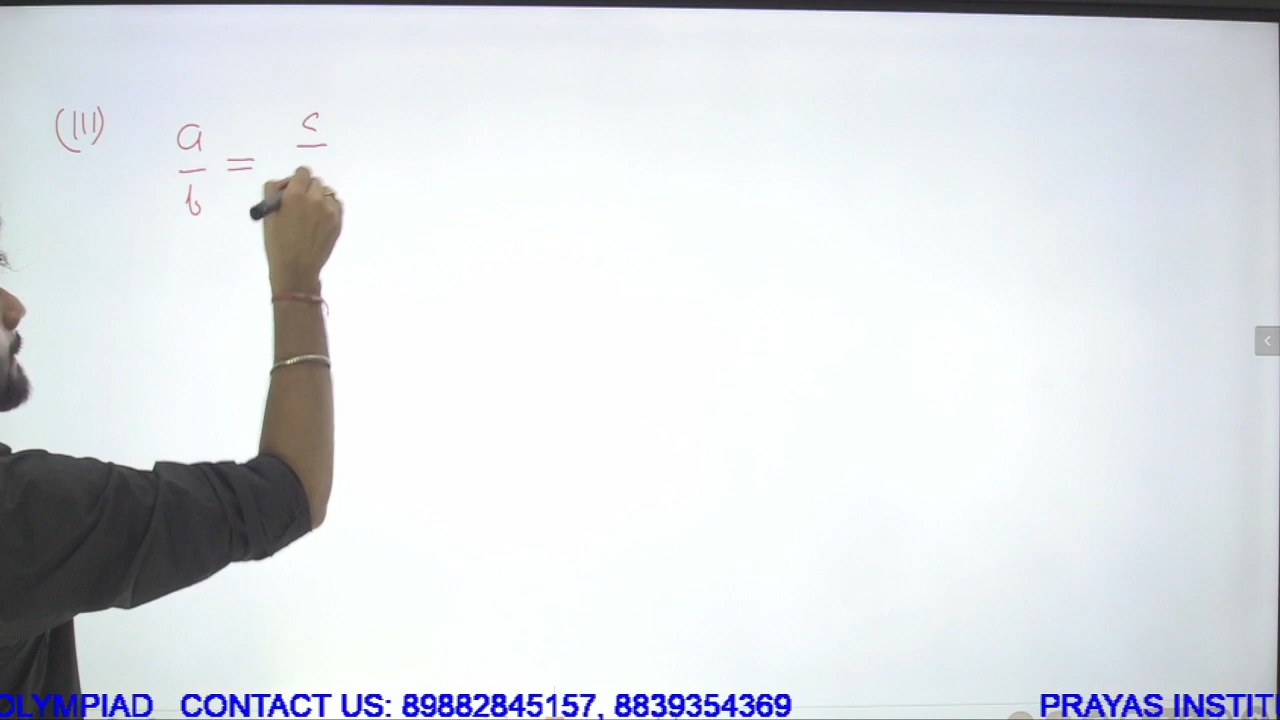 (III) a/b = c/
OLYMPIAD CONTACT US: 89882845157, 8839354369 PRAYAS INSTIT